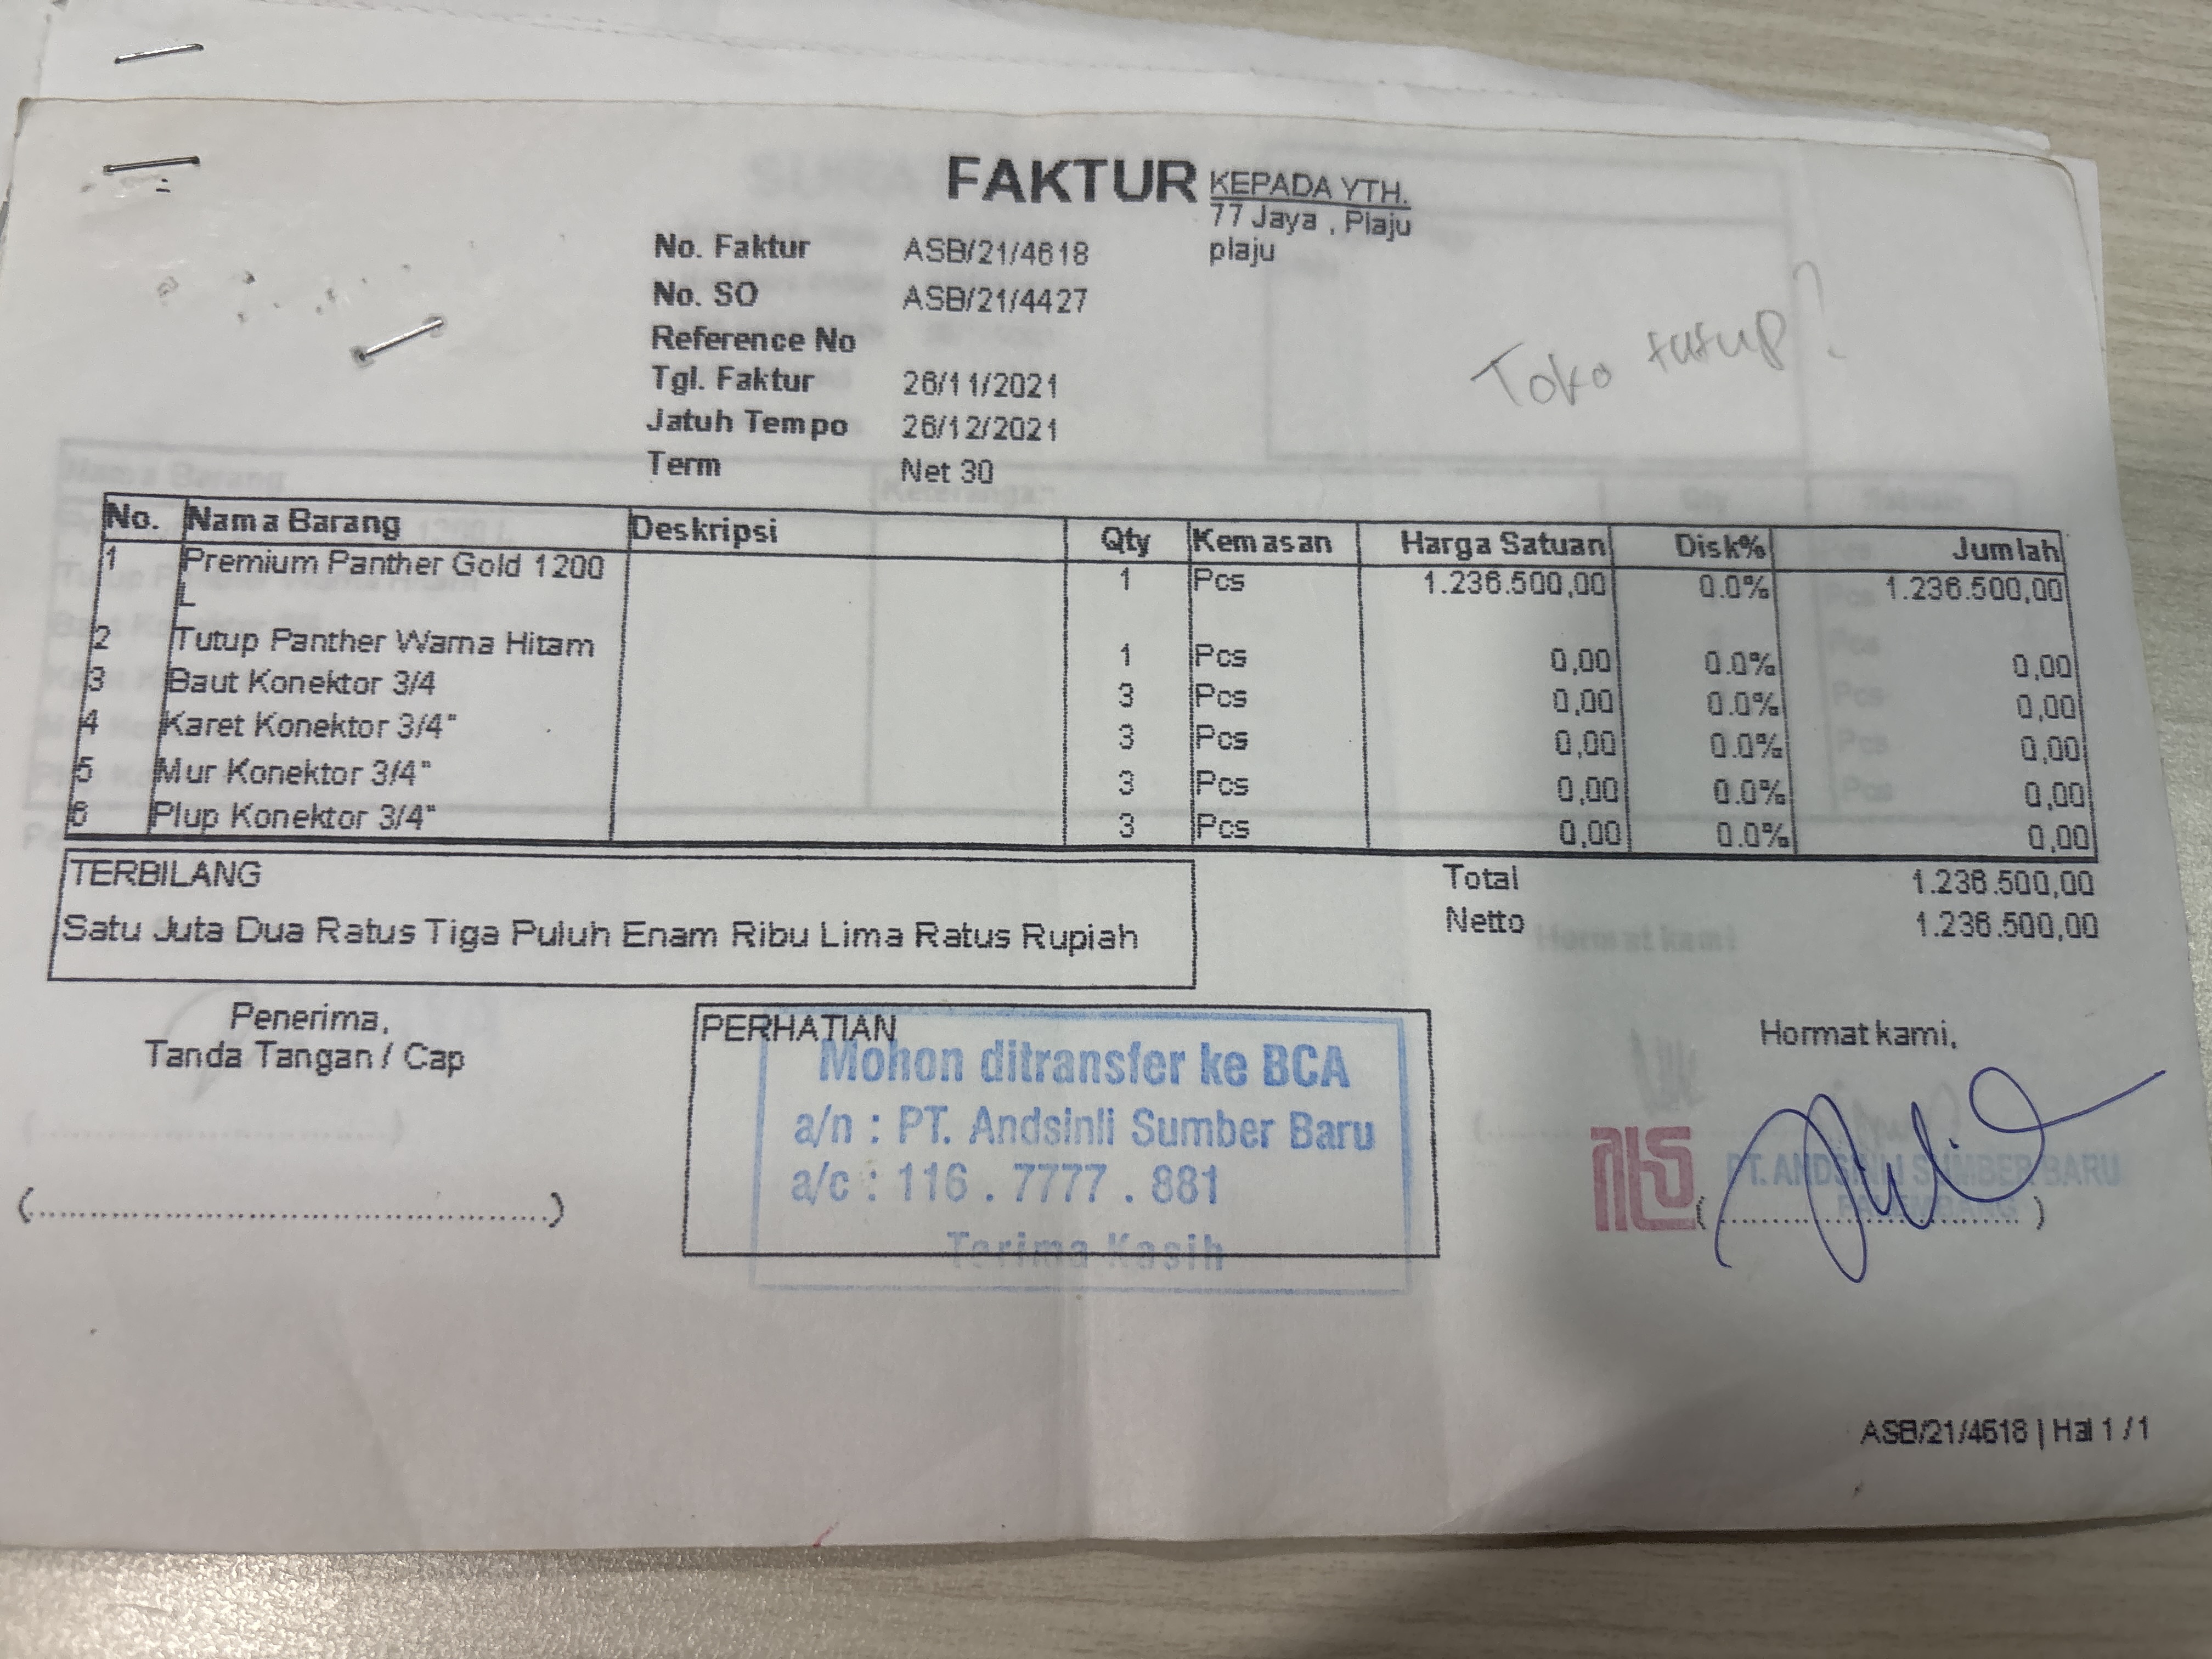 FAKTUR
KEPADA YTH.
77 Jaya , Plaju
plaju
No. Faktur ASB/21/4618
No. SO ASB/21/4427
Reference No
Tgl. Faktur 26/11/2021
Jatuh Tempo 26/12/2021
Term Net 30
Toko tutup?
No. Nama Barang Deskripsi Qty Kemasan Harga Satuan Disk% Jumlah
1 Premium Panther Gold 1200 1 Pcs 1.236.500,00 0.0% 1.236.500,00
L
2 Tutup Panther Warna Hitam 1 Pcs 0,00 0.0% 0,00
3 Baut Konektor 3/4 3 Pcs 0,00 0.0% 0,00
4 Karet Konektor 3/4" 3 Pcs 0,00 0.0% 0,00
5 Mur Konektor 3/4" 3 Pcs 0,00 0.0% 0,00
6 Plup Konektor 3/4" 3 Pcs 0,00 0.0% 0,00
TERBILANG
Satu Juta Dua Ratus Tiga Puluh Enam Ribu Lima Ratus Rupiah
Total 1.236.500,00
Netto 1.236.500,00
Penerima,
Tanda Tangan / Cap
(................................................)
PERHATIAN
Mohon ditransfer ke BCA
a/n : PT. Andsinli Sumber Baru
a/c : 116 . 7777 . 881
Terima Kasih
Hormat kami,
PT. ANDSINLI SUMBER BARU
PALEMBANG
ASB/21/4618 | Hal 1 / 1